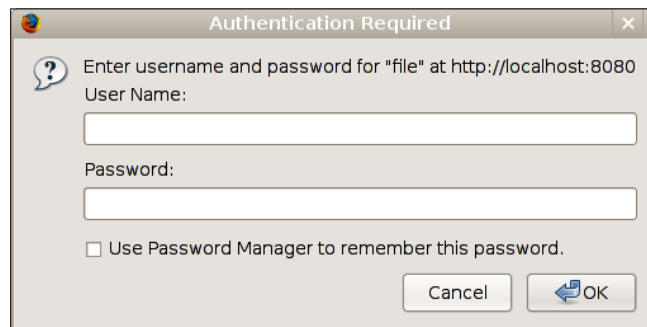 Authentication Required
Enter username and password for "file" at http://localhost:8080
User Name:
Password:
Use Password Manager to remember this password.
Cancel
OK